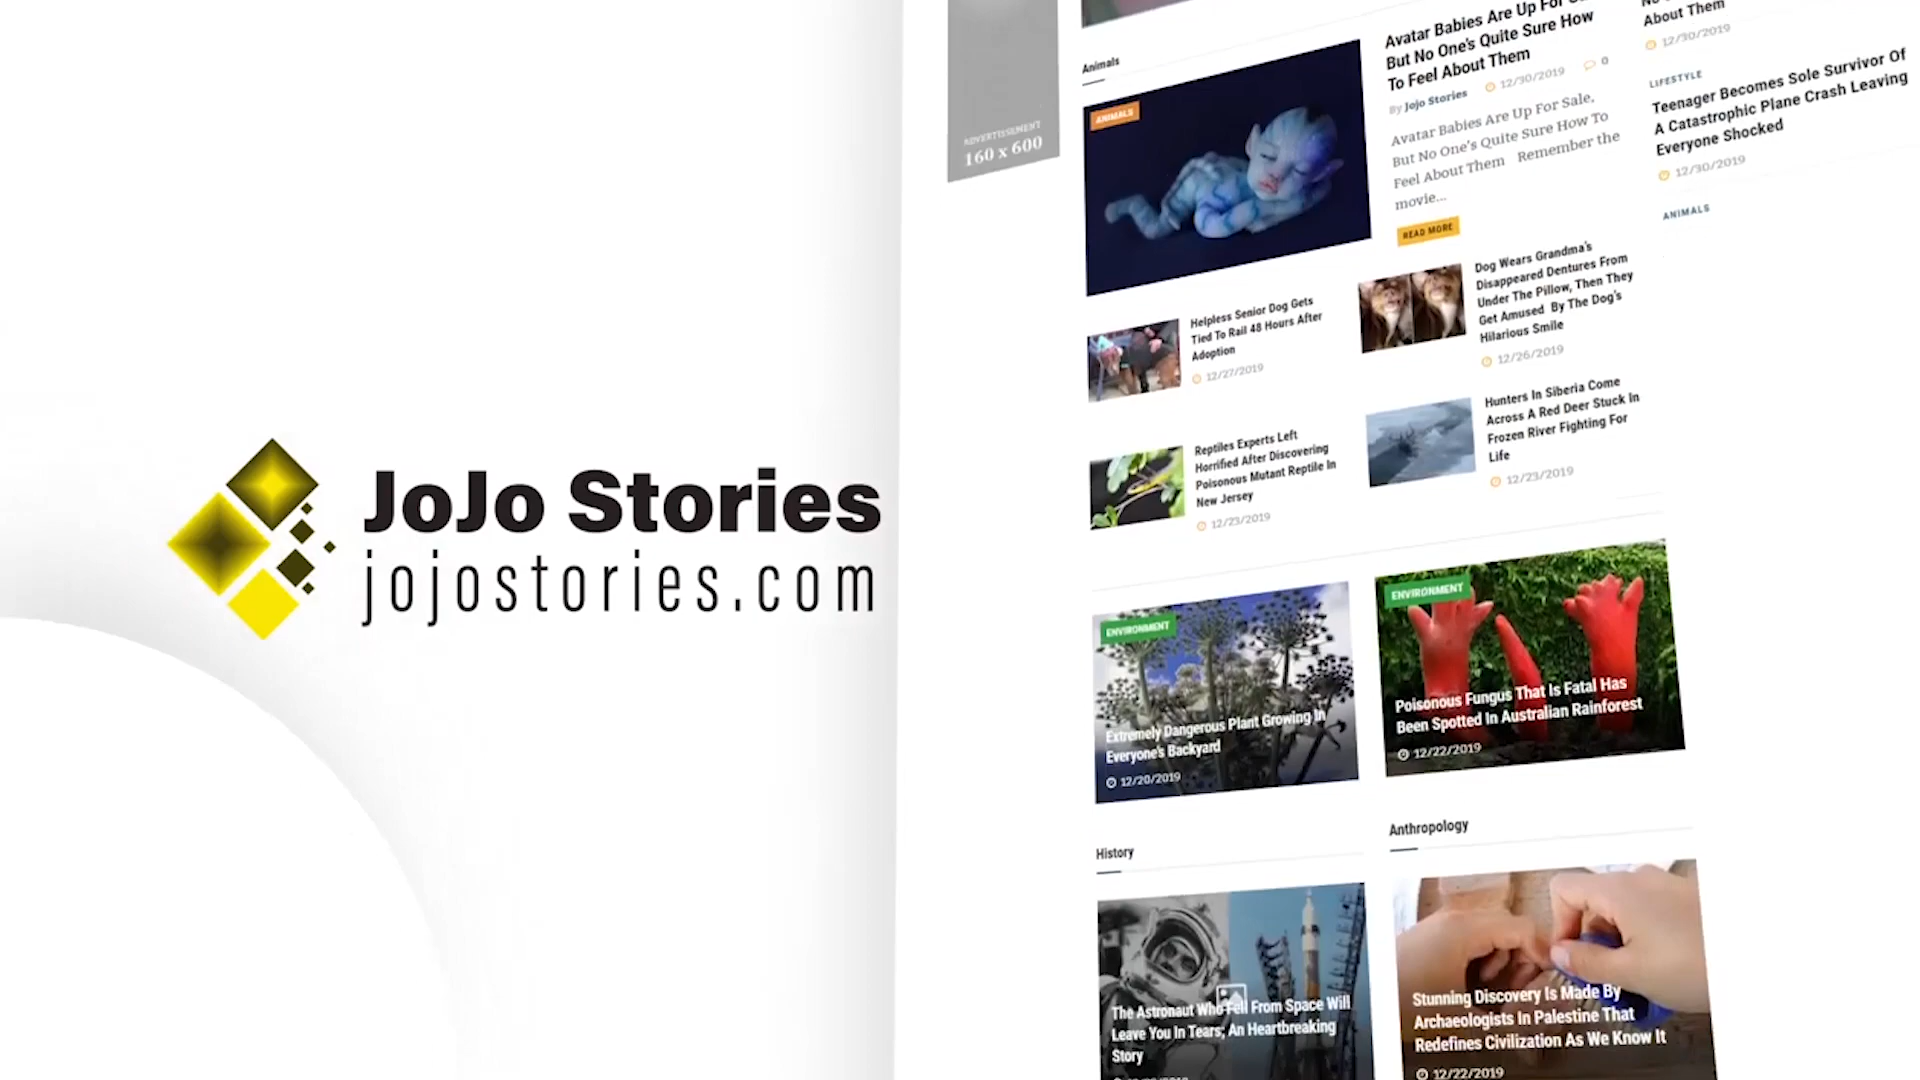 JoJo Stories
jojostories.com
ADVERTISEMENT
160 x 600
Animals
ANIMALS
Avatar Babies Are Up For
But No One's Quite Sure How
To Feel About Them
By Jojo Stories 12/30/2019 0
Avatar Babies Are Up For Sale,
But No One's Quite Sure How To
Feel About Them Remember the
movie...
READ MORE
Helpless Senior Dog Gets
Tied To Rail 48 Hours After
Adoption
12/27/2019
Dog Wears Grandma's
Disappeared Dentures From
Under The Pillow, Then They
Get Amused By The Dog's
Hilarious Smile
12/26/2019
Reptiles Experts Left
Horrified After Discovering
Poisonous Mutant Reptile In
New Jersey
12/23/2019
Hunters In Siberia Come
Across A Red Deer Stuck In
Frozen River Fighting For
Life
12/23/2019
About Them
12/30/2019
LIFESTYLE
Teenager Becomes Sole Survivor Of
A Catastrophic Plane Crash Leaving
Everyone Shocked
12/30/2019
ANIMALS
ENVIRONMENT
Extremely Dangerous Plant Growing In
Everyone's Backyard
12/20/2019
ENVIRONMENT
Poisonous Fungus That Is Fatal Has
Been Spotted In Australian Rainforest
12/22/2019
History
The Astronaut Who Fell From Space Will
Leave You In Tears; An Heartbreaking
Story
Anthropology
Stunning Discovery Is Made By
Archaeologists In Palestine That
Redefines Civilization As We Know It
12/22/2019